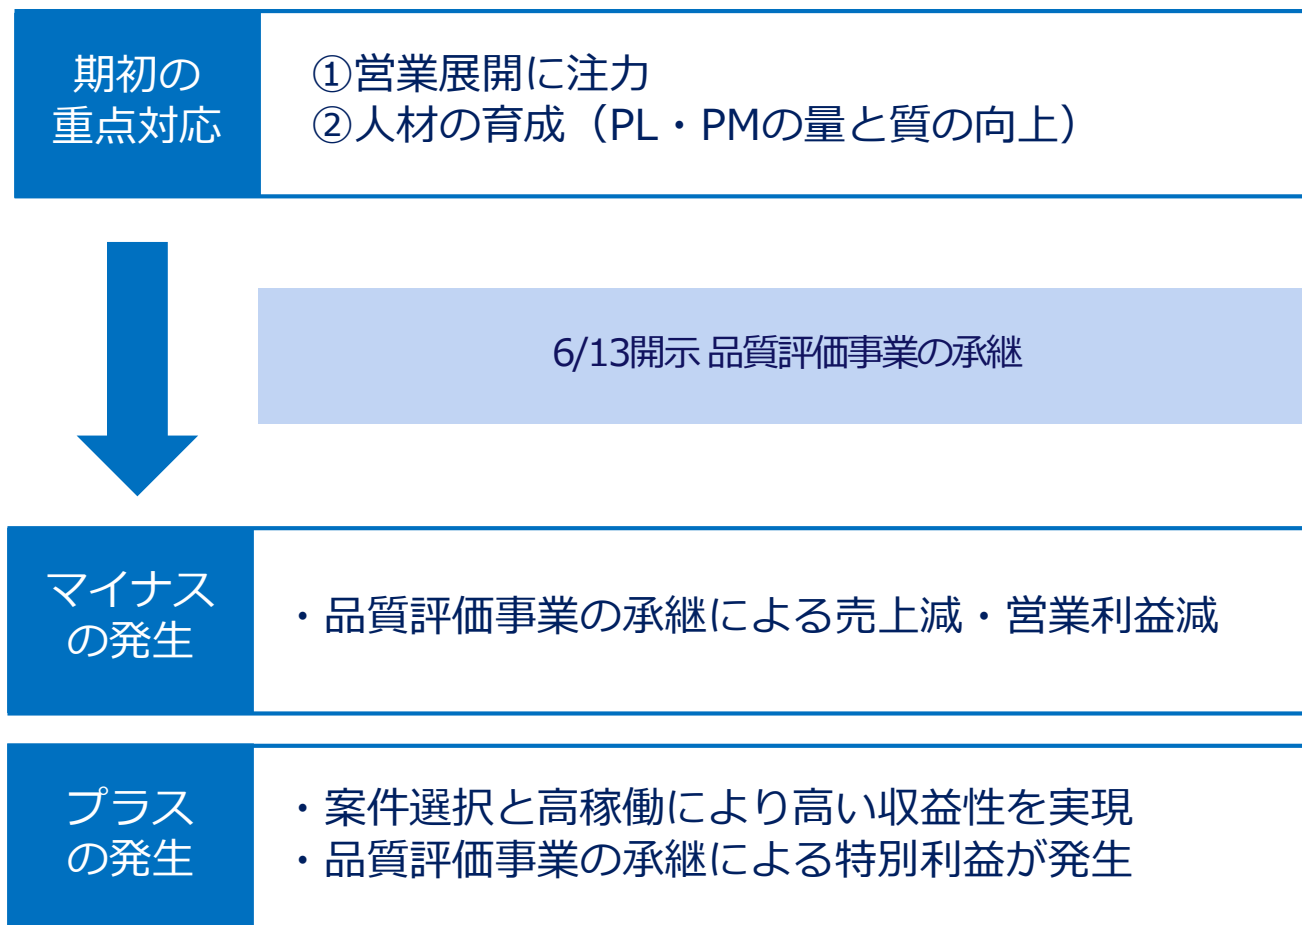 期初の
重点対応
①営業展開に注力
②人材の育成（PL・PMの量と質の向上）
6/13開示 品質評価事業の承継
マイナス
の発生
・品質評価事業の承継による売上減・営業利益減
プラス
の発生
・案件選択と高稼働により高い収益性を実現
・品質評価事業の承継による特別利益が発生